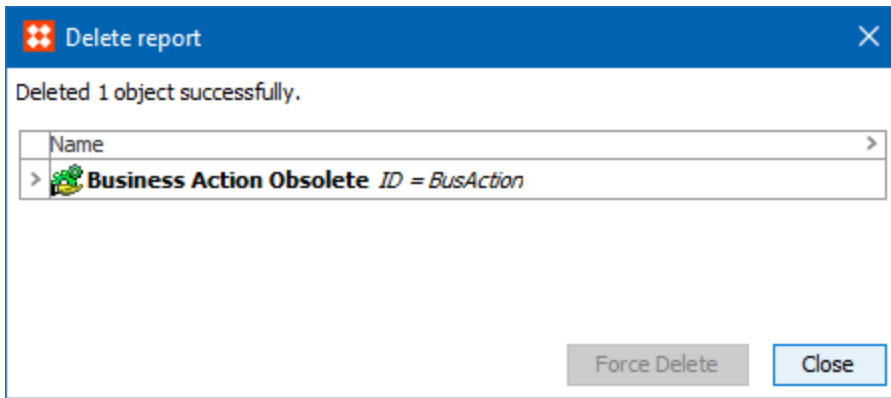 Delete report
Deleted 1 object successfully.
Name
Business Action Obsolete ID = BusAction
Force Delete
Close